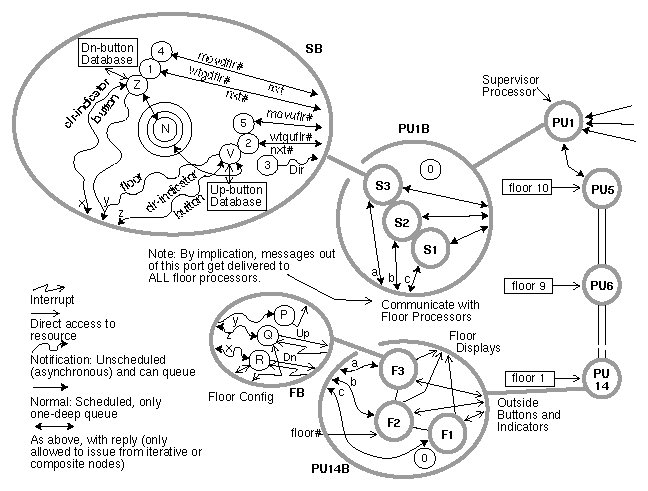 SB
Dn-button
Database
4
1
Z
movdflr#
wtgdflr#
nxt
nxt#
clr-indicator
button
N
5
2
V
3
movuflr#
wtguflr#
nxt#
Dir
floor
clr-indicator
button
Up-button
Database
x
y
z
PU1B
0
S3
S2
S1
a
b
c
Supervisor
Processor
PU1
floor 10
PU5
floor 9
PU6
floor 1
PU
14
Note: By implication, messages out
of this port get delivered to
ALL floor processors.
Communicate with
Floor Processors
Interrupt
Direct access to
resource
Notification: Unscheduled
(asynchronous) and can queue
Normal: Scheduled, only
one-deep queue
As above, with reply (only
allowed to issue from iterative or
composite nodes)
y
z
x
P
Q
R
Up
Dn
Floor Config
FB
Floor
Displays
a
b
c
F3
F2
F1
0
floor#
PU14B
Outside
Buttons and
Indicators